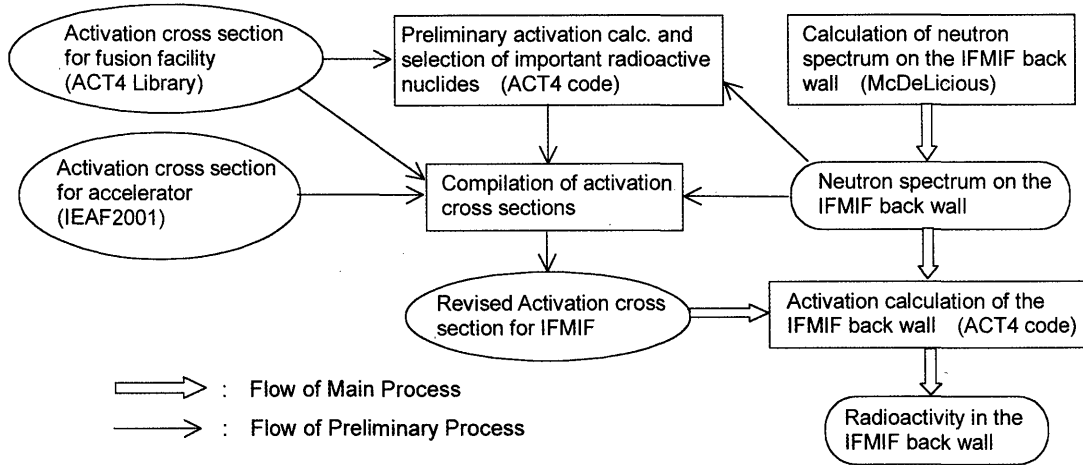 Activation cross section
for fusion facility
(ACT4 Library)
Preliminary activation calc. and
selection of important radioactive
nuclides (ACT4 code)
Calculation of neutron
spectrum on the IFMIF back
wall (McDeLicious)
Activation cross section
for accelerator
(IEAF2001)
Compilation of activation
cross sections
Neutron spectrum on the
IFMIF back wall
Revised Activation cross
section for IFMIF
Activation calculation of the
IFMIF back wall (ACT4 code)
: Flow of Main Process
: Flow of Preliminary Process
Radioactivity in the
IFMIF back wall